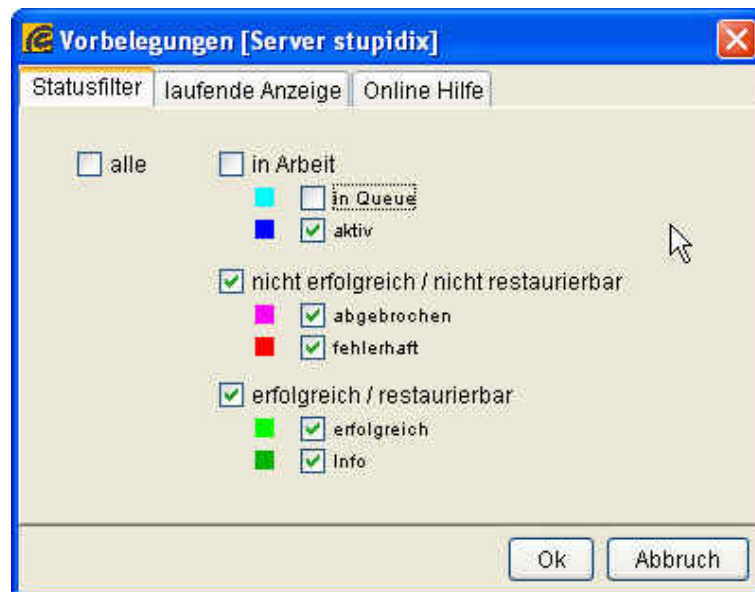 Vorbelegungen [Server stupidix]
Statusfilter laufende Anzeige Online Hilfe
alle in Arbeit
in Queue
aktiv
nicht erfolgreich / nicht restaurierbar
abgebrochen
fehlerhaft
erfolgreich / restaurierbar
erfolgreich
Info
Ok Abbruch